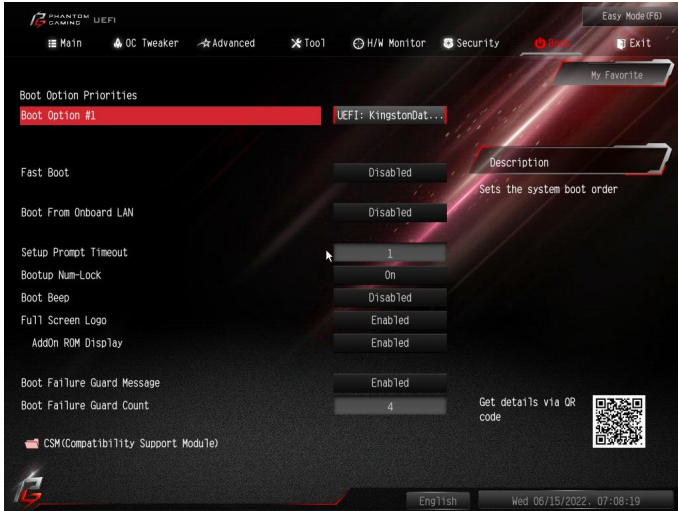 PHANTOM GAMING UEFI
Easy Mode(F6)
Main OC Tweaker Advanced Tool H/W Monitor Security Boot Exit
My Favorite
Boot Option Priorities
Boot Option #1 UEFI: KingstonDat...
Description
Fast Boot Disabled
Sets the system boot order
Boot From Onboard LAN Disabled
Setup Prompt Timeout 1
Bootup Num-Lock On
Boot Beep Disabled
Full Screen Logo Enabled
AddOn ROM Display Enabled
Boot Failure Guard Message Enabled
Boot Failure Guard Count 4
Get details via QR
code
CSM(Compatibility Support Module)
English
Wed 06/15/2022. 07:08:19